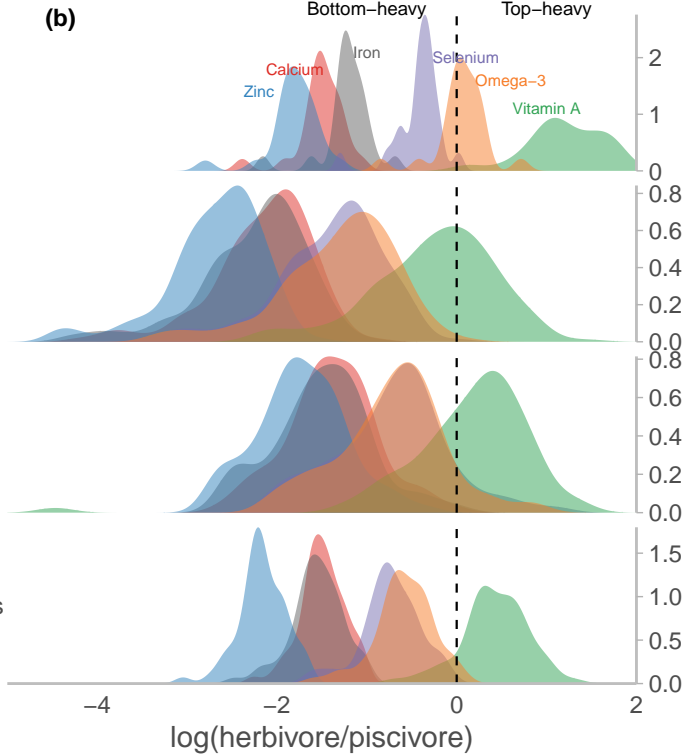 (b)
Bottom−heavy Top−heavy
Iron
Selenium
Calcium
Omega−3
Zinc
Vitamin A
2
1
0
0.8
0.6
0.4
0.2
0.0
0.8
0.6
0.4
0.2
0.0
1.5
1.0
s
0.5
0.0
−4 −2 0 2
log(herbivore/piscivore)